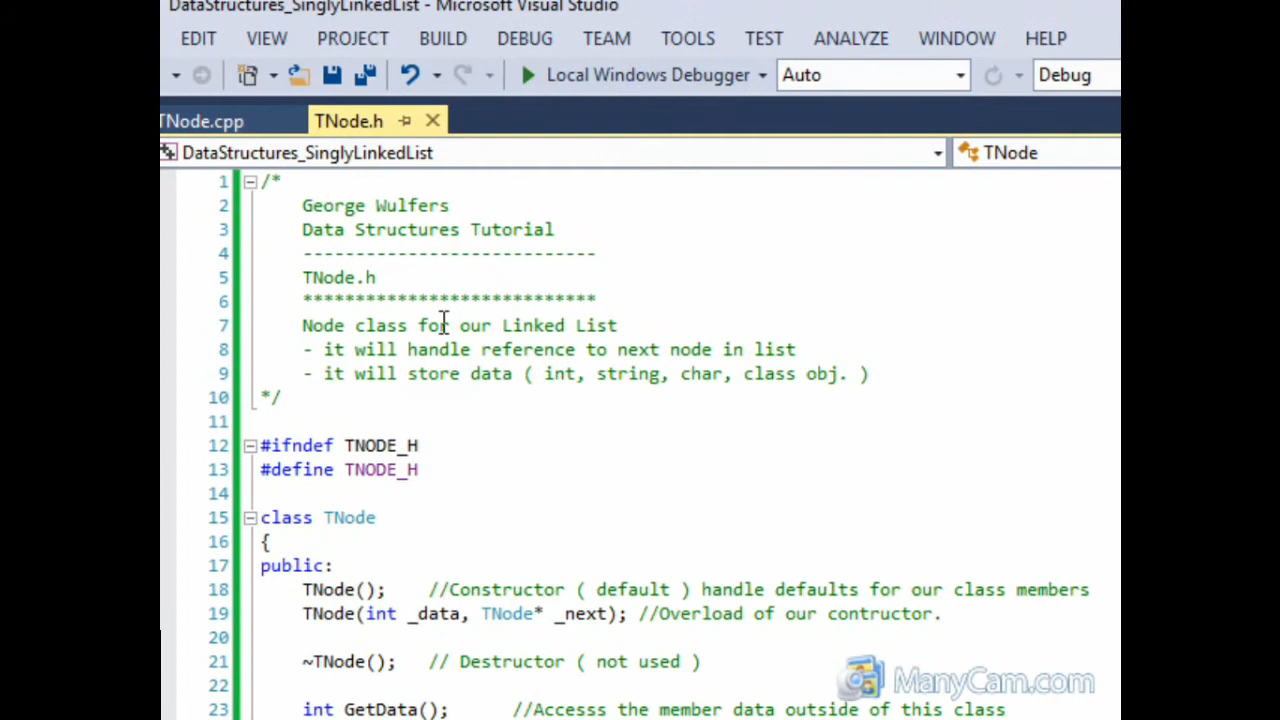 DataStructures_SinglyLinkedList - Microsoft Visual Studio
EDIT VIEW PROJECT BUILD DEBUG TEAM TOOLS TEST ANALYZE WINDOW HELP
Local Windows Debugger Auto Debug
TNode.cpp TNode.h
DataStructures_SinglyLinkedList TNode
1 /*
2 George Wulfers
3 Data Structures Tutorial
4 ----------------------------
5 TNode.h
6 ****************************
7 Node class for our Linked List
8 - it will handle reference to next node in list
9 - it will store data ( int, string, char, class obj. )
10 */
11
12 #ifndef TNODE_H
13 #define TNODE_H
14
15 class TNode
16 {
17 public:
18 TNode(); //Constructor ( default ) handle defaults for our class members
19 TNode(int _data, TNode* _next); //Overload of our contructor.
20
21 ~TNode(); // Destructor ( not used )
22
23 int GetData(); //Accesss the member data outside of this class
ManyCam.com